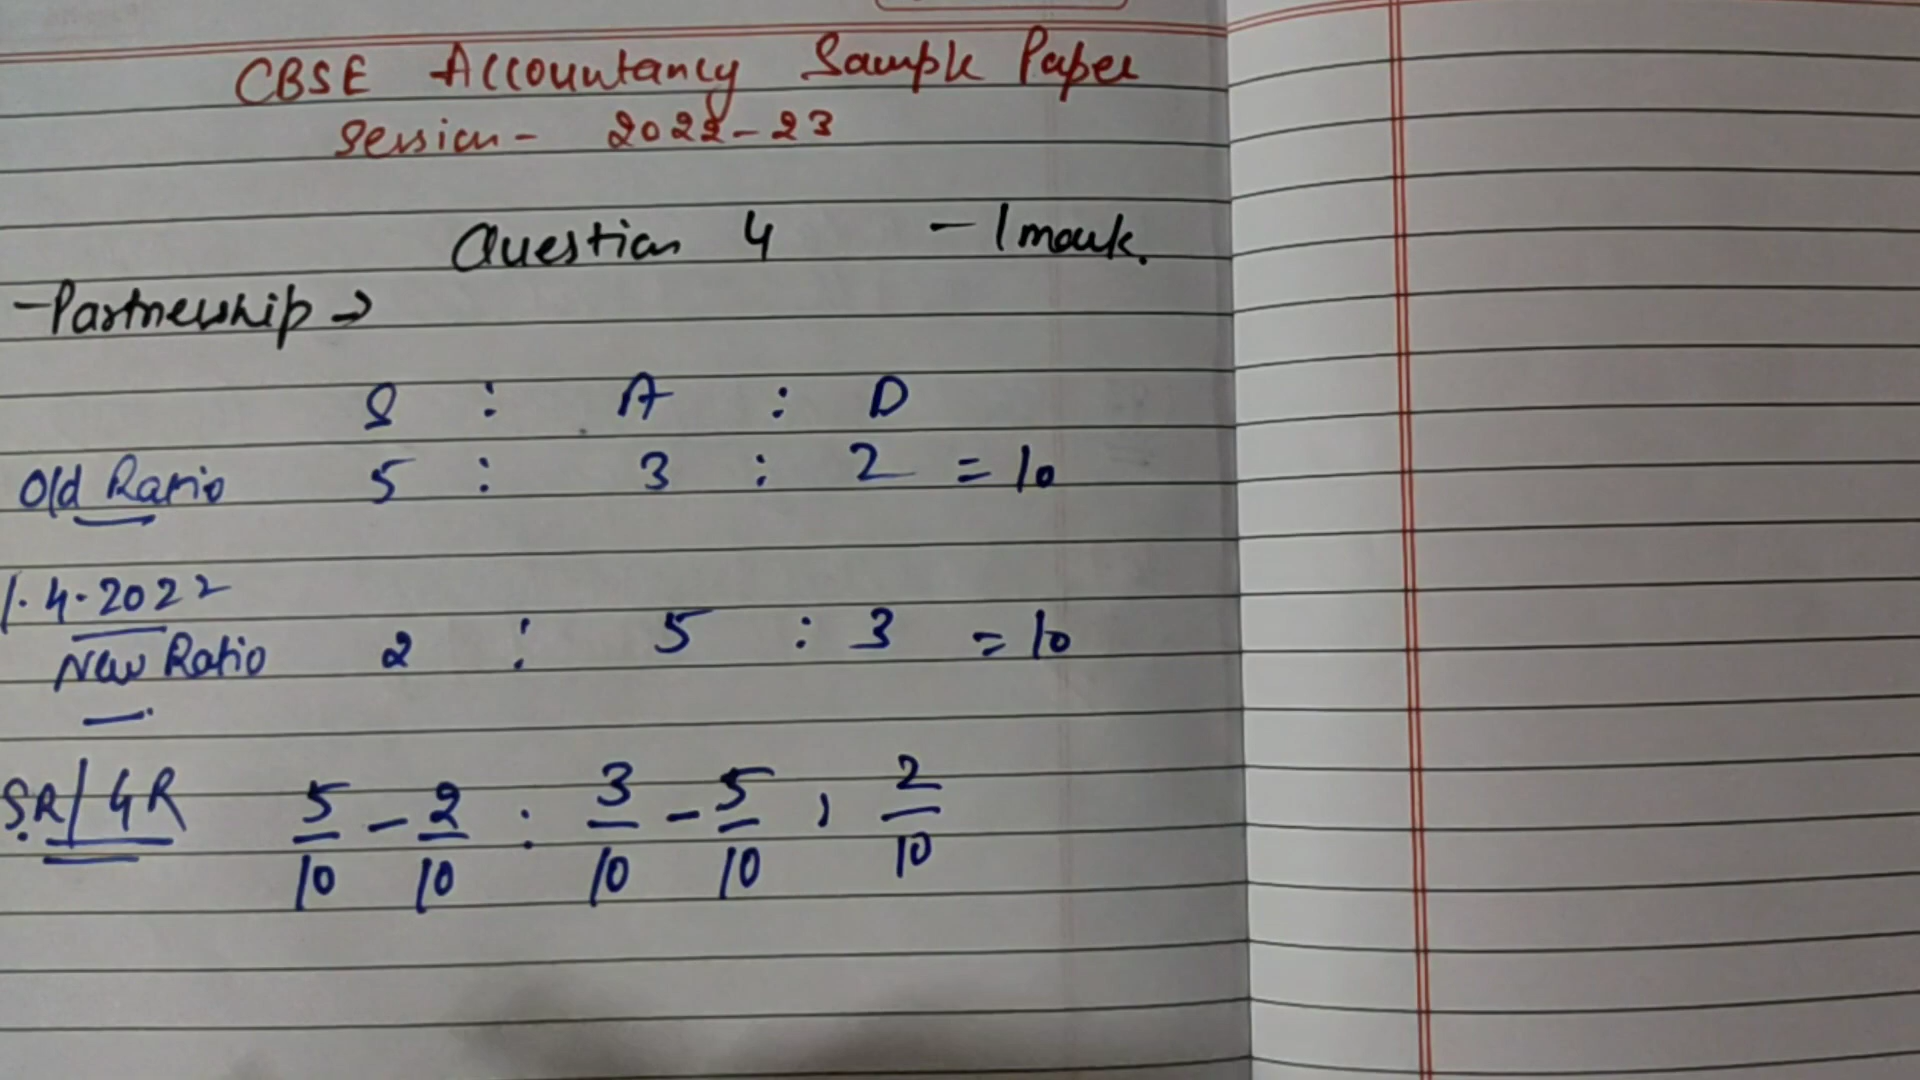 CBSE Accountancy Sample Paper
Session - 2022-23
Question 4 - 1 mark.
-Partnership →
S : A : D
Old Ratio 5 : 3 : 2 = 10
1.4.2022
New Ratio 2 : 5 : 3 = 10
SR/GR 5/10 - 2/10 : 3/10 - 5/10 , 2/10